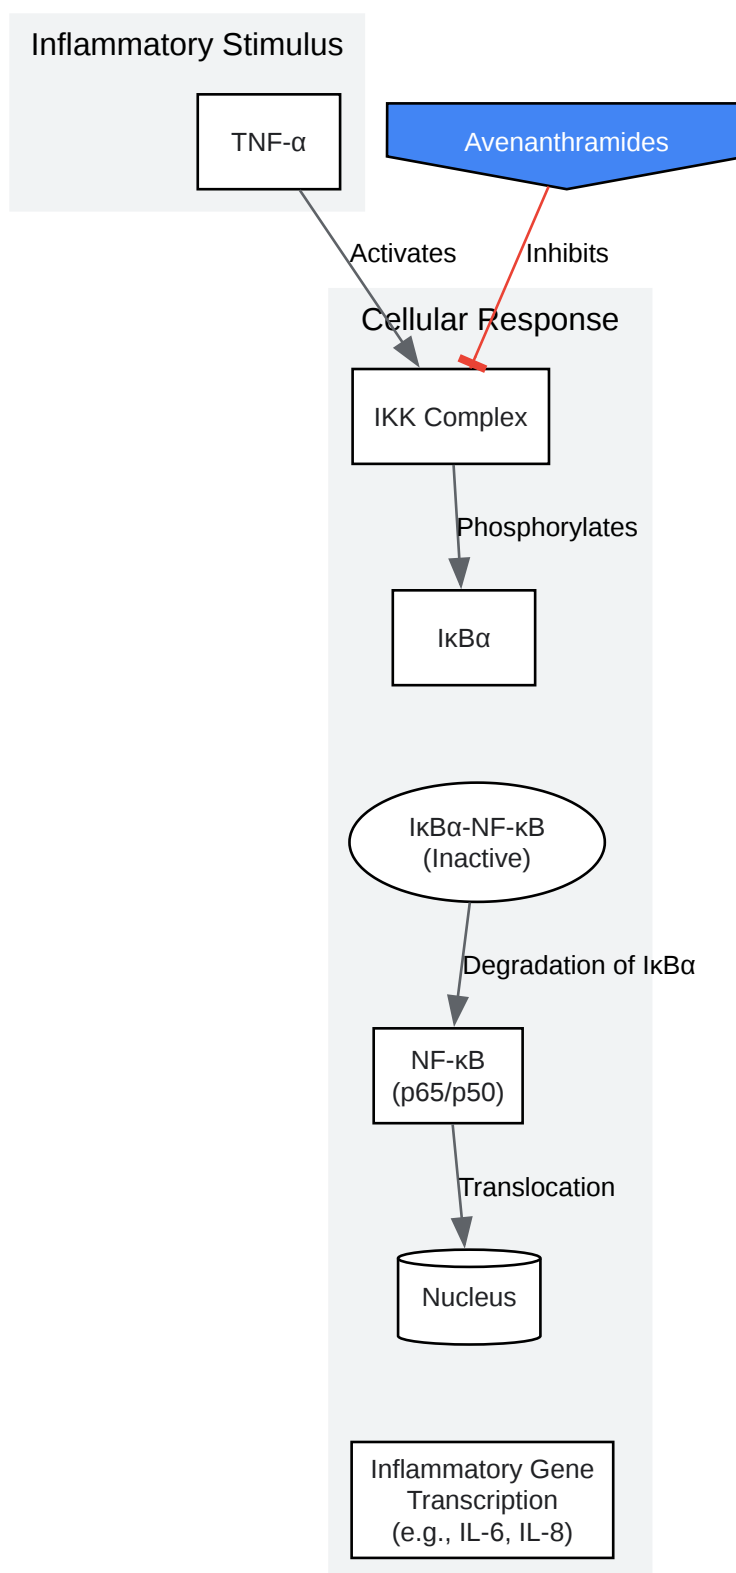 Inflammatory Stimulus
TNF-α
Avenanthramides
Activates
Inhibits
Cellular Response
IKK Complex
Phosphorylates
IκBα
IκBα-NF-κB
(Inactive)
Degradation of IκBα
NF-κB
(p65/p50)
Translocation
Nucleus
Inflammatory Gene
Transcription
(e.g., IL-6, IL-8)